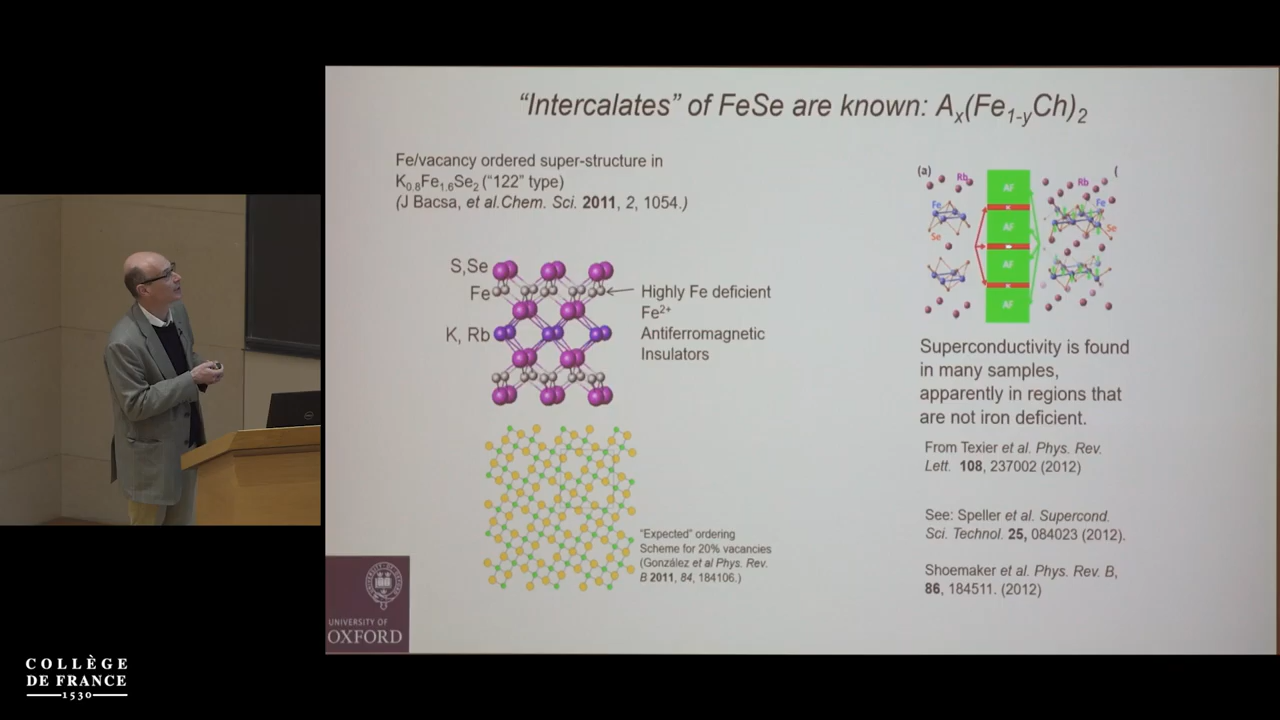 “Intercalates” of FeSe are known: Aₓ(Fe₁₋ᵧCh)₂
Fe/vacancy ordered super-structure in
K₀.₈Fe₁.₆Se₂ (“122” type)
(J Bacsa, et al.Chem. Sci. 2011, 2, 1054.)
S,Se
Fe
K, Rb
Highly Fe deficient
Fe²⁺
Antiferromagnetic
Insulators
“Expected” ordering
Scheme for 20% vacancies
(González et al Phys. Rev.
B 2011, 84, 184106.)
(a)
Rb
Fe
Se
AF
AF
AF
AF
(
Rb
Fe
Se
Superconductivity is found
in many samples,
apparently in regions that
are not iron deficient.
From Texier et al. Phys. Rev.
Lett. 108, 237002 (2012)
See: Speller et al. Supercond.
Sci. Technol. 25, 084023 (2012).
Shoemaker et al. Phys. Rev. B,
86, 184511. (2012)
UNIVERSITY OF
OXFORD
COLLÈGE
DE FRANCE
1530